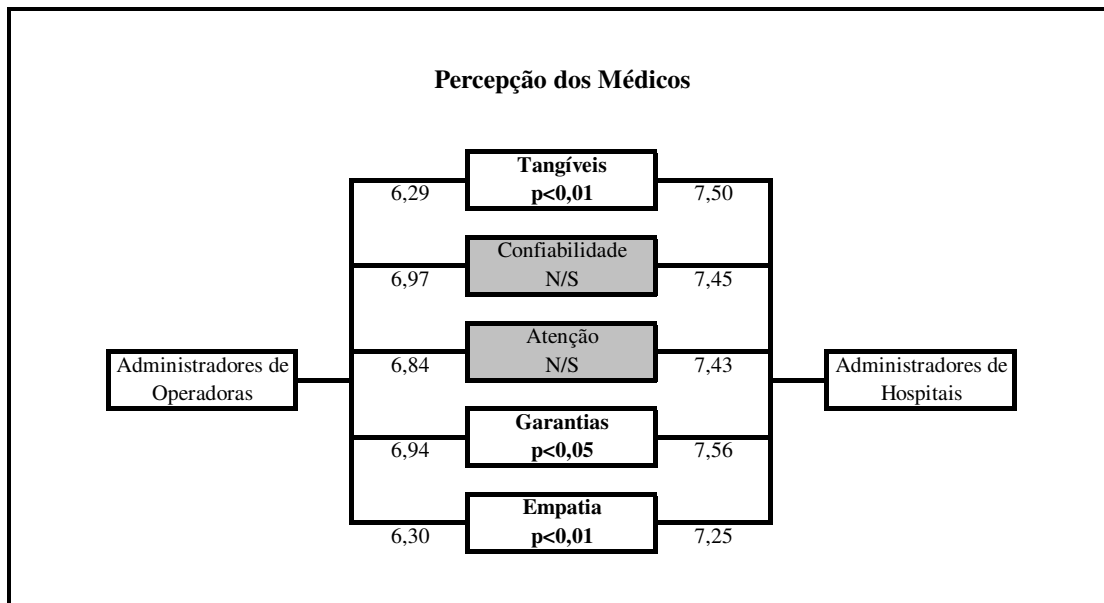 Percepção dos Médicos
Tangíveis
p<0,01
6,29
7,50
Confiabilidade
N/S
6,97
7,45
Atenção
N/S
6,84
7,43
Administradores de
Operadoras
Administradores de
Hospitais
Garantias
p<0,05
6,94
7,56
Empatia
p<0,01
6,30
7,25